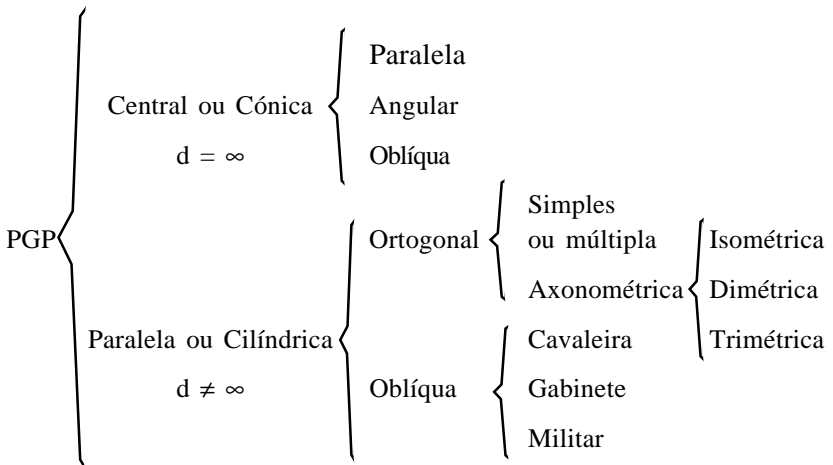 PGP
Central ou Cónica
d = ∞
Paralela
Angular
Oblíqua
Paralela ou Cilíndrica
d ≠ ∞
Ortogonal
Simples
ou múltipla
Axonométrica
Isométrica
Dimétrica
Trimétrica
Oblíqua
Cavaleira
Gabinete
Militar